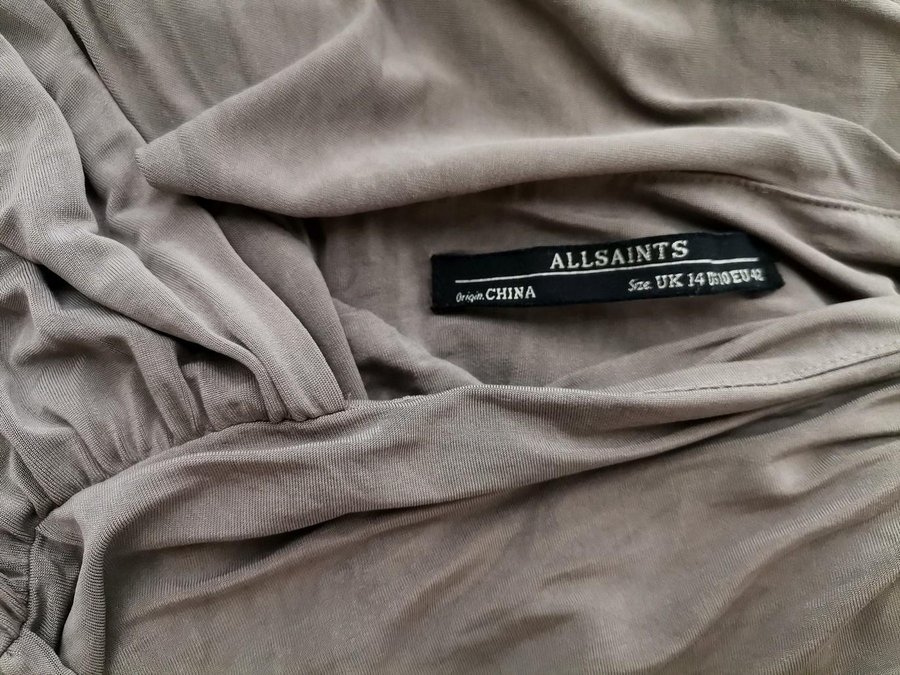 ALLSAINTS
Origin. CHINA Size. UK 14 US 10 EU 42